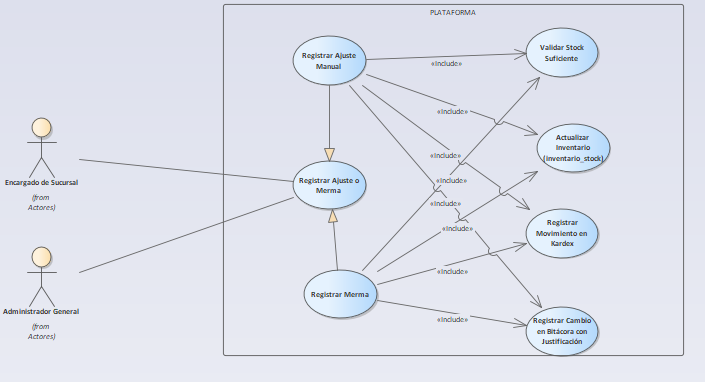 PLATAFORMA
Registrar Ajuste
Manual
Validar Stock
Suficiente
«Include»
«Include»
Actualizar
Inventario
(inventario_stock)
«Include»
Encargado de Sucursal
(from
Actores)
Registrar Ajuste o
Merma
«Include»
«Include»
«Include»
Registrar
Movimiento en
Kardex
«Include»
Registrar Merma
Administrador General
(from
Actores)
«Include»
Registrar Cambio
en Bitácora con
Justificación